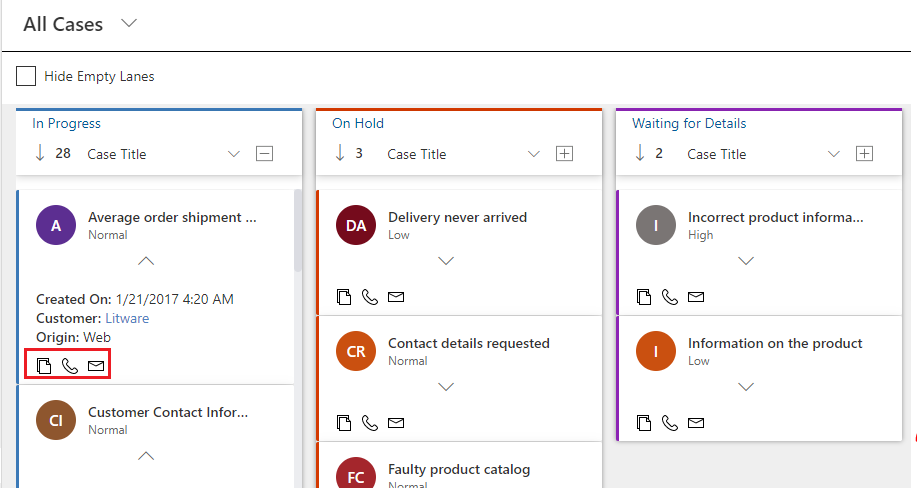 All Cases
Hide Empty Lanes
In Progress
28 Case Title
A
Average order shipment ...
Normal
Created On: 1/21/2017 4:20 AM
Customer: Litware
Origin: Web
CI
Customer Contact Infor...
Normal
On Hold
3 Case Title
DA
Delivery never arrived
Low
CR
Contact details requested
Normal
FC
Faulty product catalog
Normal
Waiting for Details
2 Case Title
I
Incorrect product informa...
High
I
Information on the product
Low